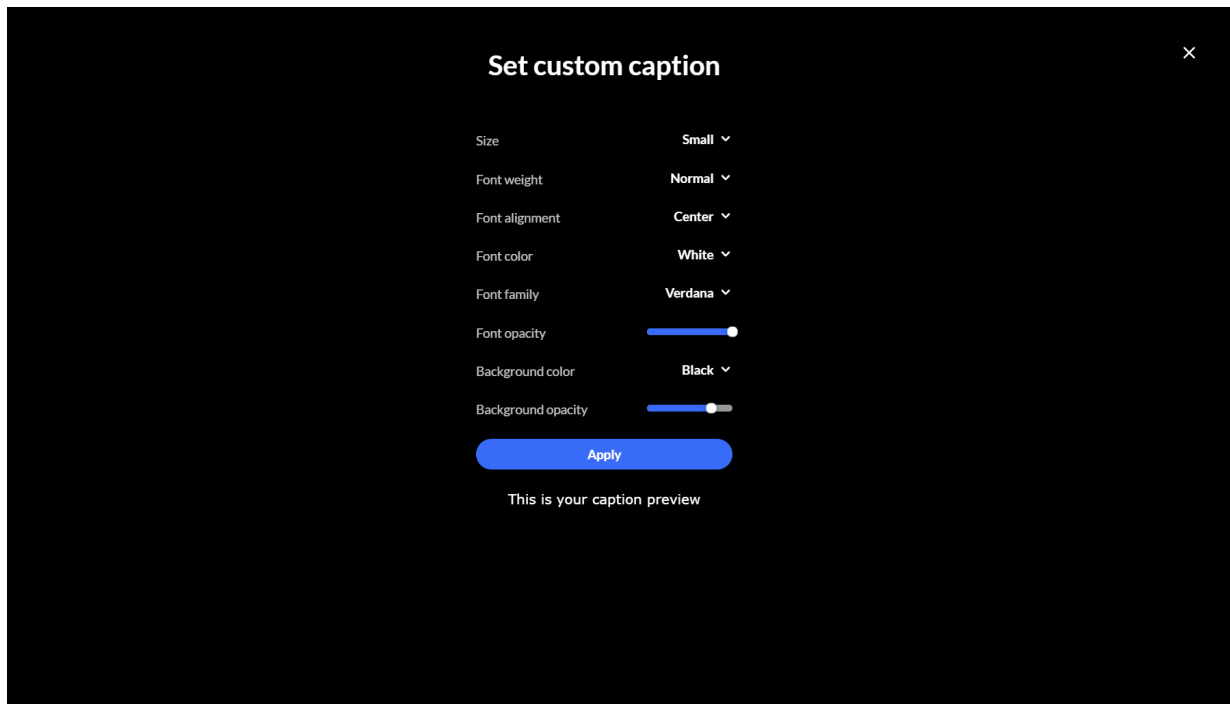 Set custom caption
Size Small
Font weight Normal
Font alignment Center
Font color White
Font family Verdana
Font opacity
Background color Black
Background opacity
Apply
This is your caption preview